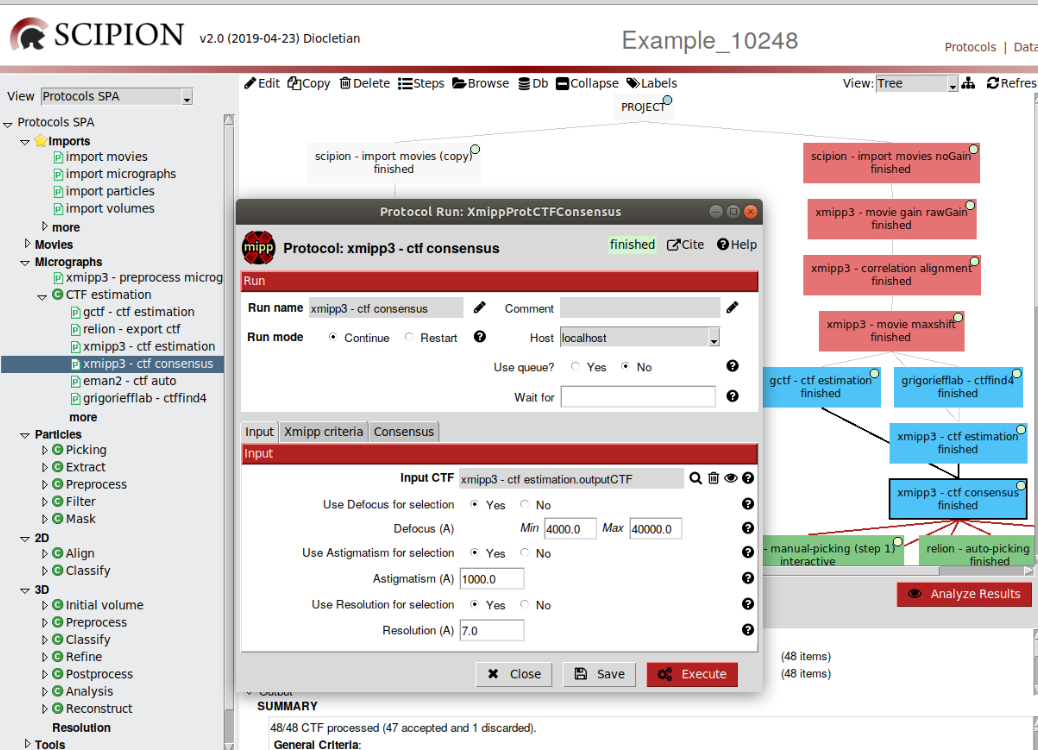 SCIPION v2.0 (2019-04-23) Diocletian
Example_10248
Protocols | Data
View Protocols SPA
Edit Copy Delete Steps Browse Db Collapse Labels
View: Tree Refres
Protocols SPA
Imports
import movies
import micrographs
import particles
import volumes
more
Movies
Micrographs
xmipp3 - preprocess microg
CTF estimation
gctf - ctf estimation
relion - export ctf
xmipp3 - ctf estimation
xmipp3 - ctf consensus
eman2 - ctf auto
grigoriefflab - ctffind4
more
Particles
Picking
Extract
Preprocess
Filter
Mask
2D
Align
Classify
3D
Initial volume
Preprocess
Classify
Refine
Postprocess
Analysis
Reconstruct
Resolution
Tools
PROJECT
scipion - import movies (copy)
finished
scipion - import movies noGain
finished
xmipp3 - movie gain rawGain
finished
xmipp3 - correlation alignment
finished
xmipp3 - movie maxshift
finished
gctf - ctf estimation
finished
grigoriefflab - ctffind4
finished
xmipp3 - ctf estimation
finished
xmipp3 - ctf consensus
finished
- manual-picking (step 1)
interactive
relion - auto-picking
finished
Protocol Run: XmippProtCTFConsensus
xmipp
Protocol: xmipp3 - ctf consensus
finished Cite Help
Run
Run name xmipp3 - ctf consensus Comment
Run mode Continue Restart Host localhost
Use queue? Yes No
Wait for
Input Xmipp criteria Consensus
Input
Input CTF xmipp3 - ctf estimation.outputCTF
Use Defocus for selection Yes No
Defocus (A) Min 4000.0 Max 40000.0
Use Astigmatism for selection Yes No
Astigmatism (A) 1000.0
Use Resolution for selection Yes No
Resolution (A) 7.0
Close Save Execute
Analyze Results
(48 items)
(48 items)
Output
SUMMARY
48/48 CTF processed (47 accepted and 1 discarded).
General Criteria: